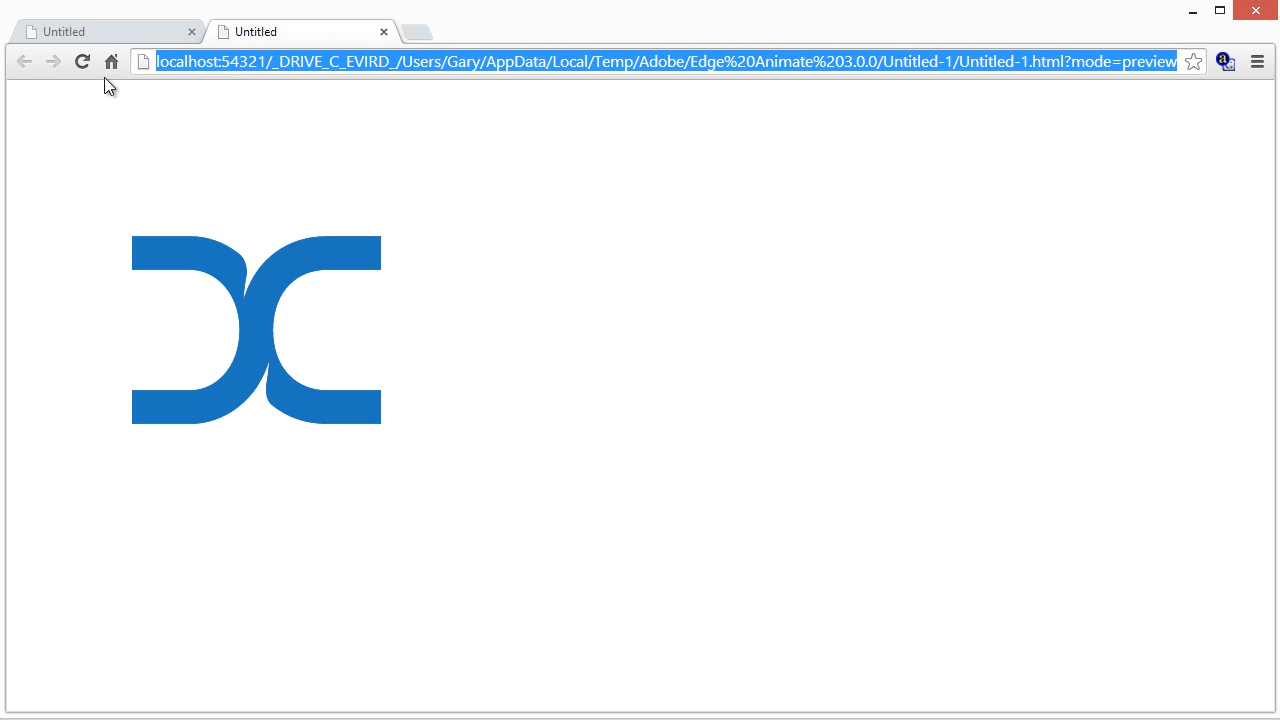 Untitled
Untitled
localhost:54321/_DRIVE_C_EVIRD_/Users/Gary/AppData/Local/Temp/Adobe/Edge%20Animate%203.0.0/Untitled-1/Untitled-1.html?mode=preview
a